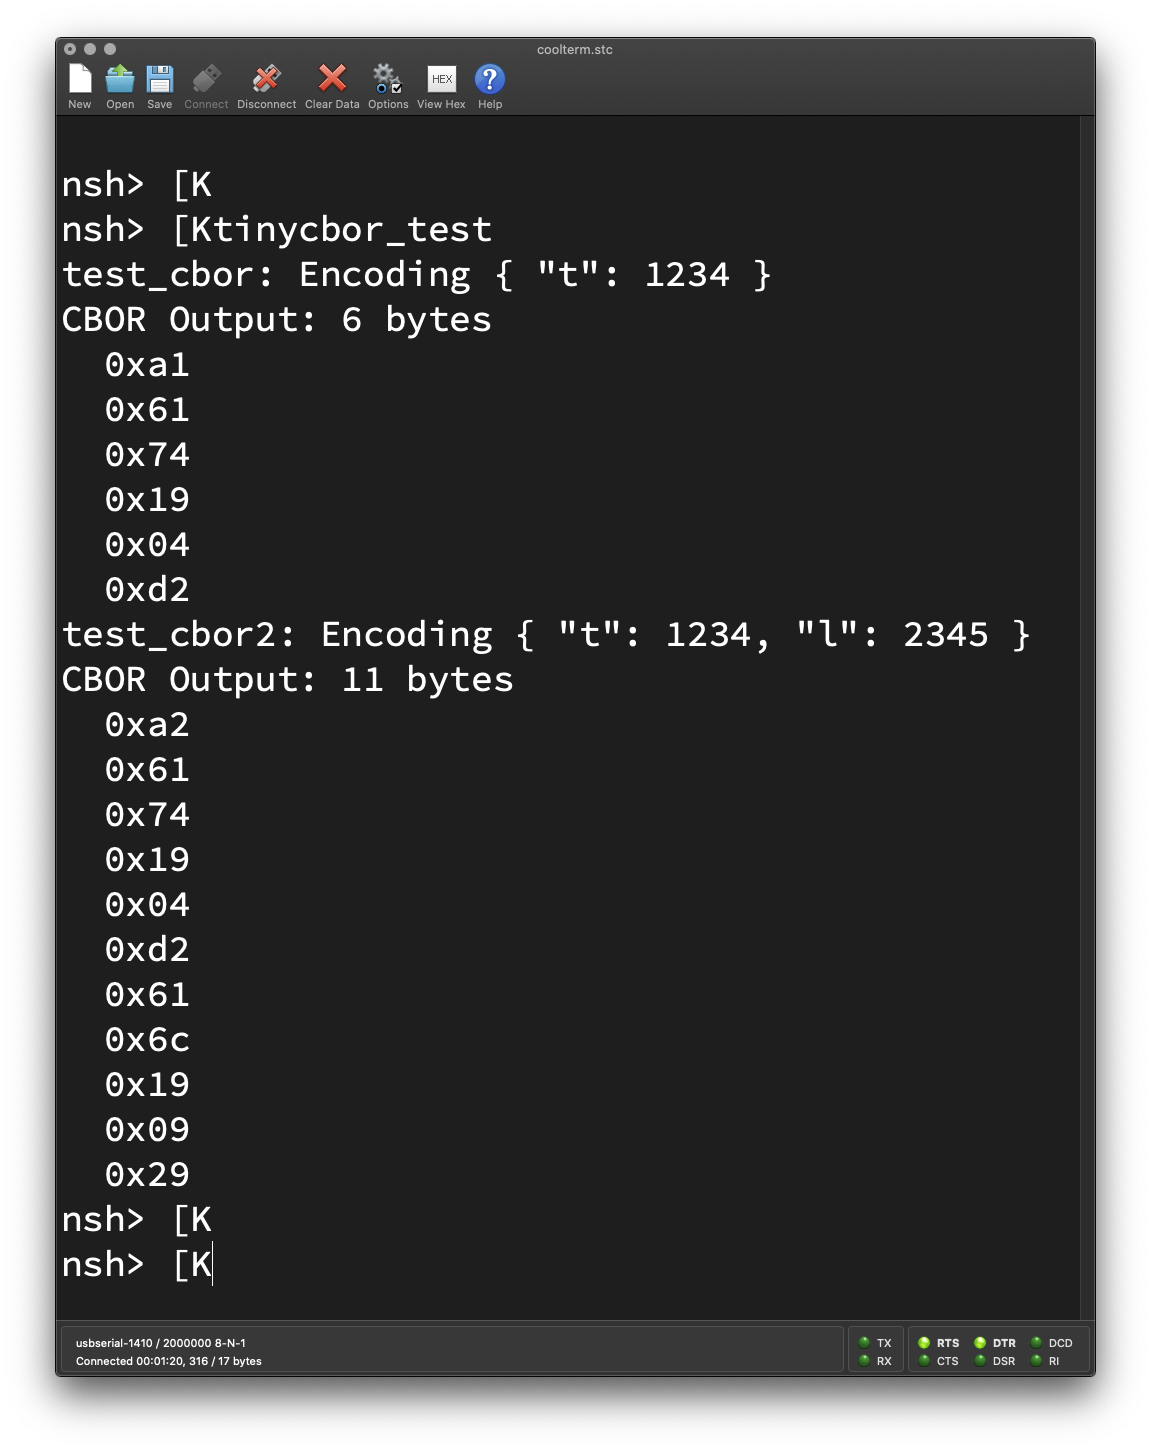 coolterm.stc
New Open Save Connect Disconnect Clear Data Options View Hex Help
HEX
?
nsh> [K
nsh> [Ktinycbor_test
test_cbor: Encoding { "t": 1234 }
CBOR Output: 6 bytes
  0xa1
  0x61
  0x74
  0x19
  0x04
  0xd2
test_cbor2: Encoding { "t": 1234, "l": 2345 }
CBOR Output: 11 bytes
  0xa2
  0x61
  0x74
  0x19
  0x04
  0xd2
  0x61
  0x6c
  0x19
  0x09
  0x29
nsh> [K
nsh> [K
usbserial-1410 / 2000000 8-N-1
Connected 00:01:20, 316 / 17 bytes
TX RTS DTR DCD
RX CTS DSR RI